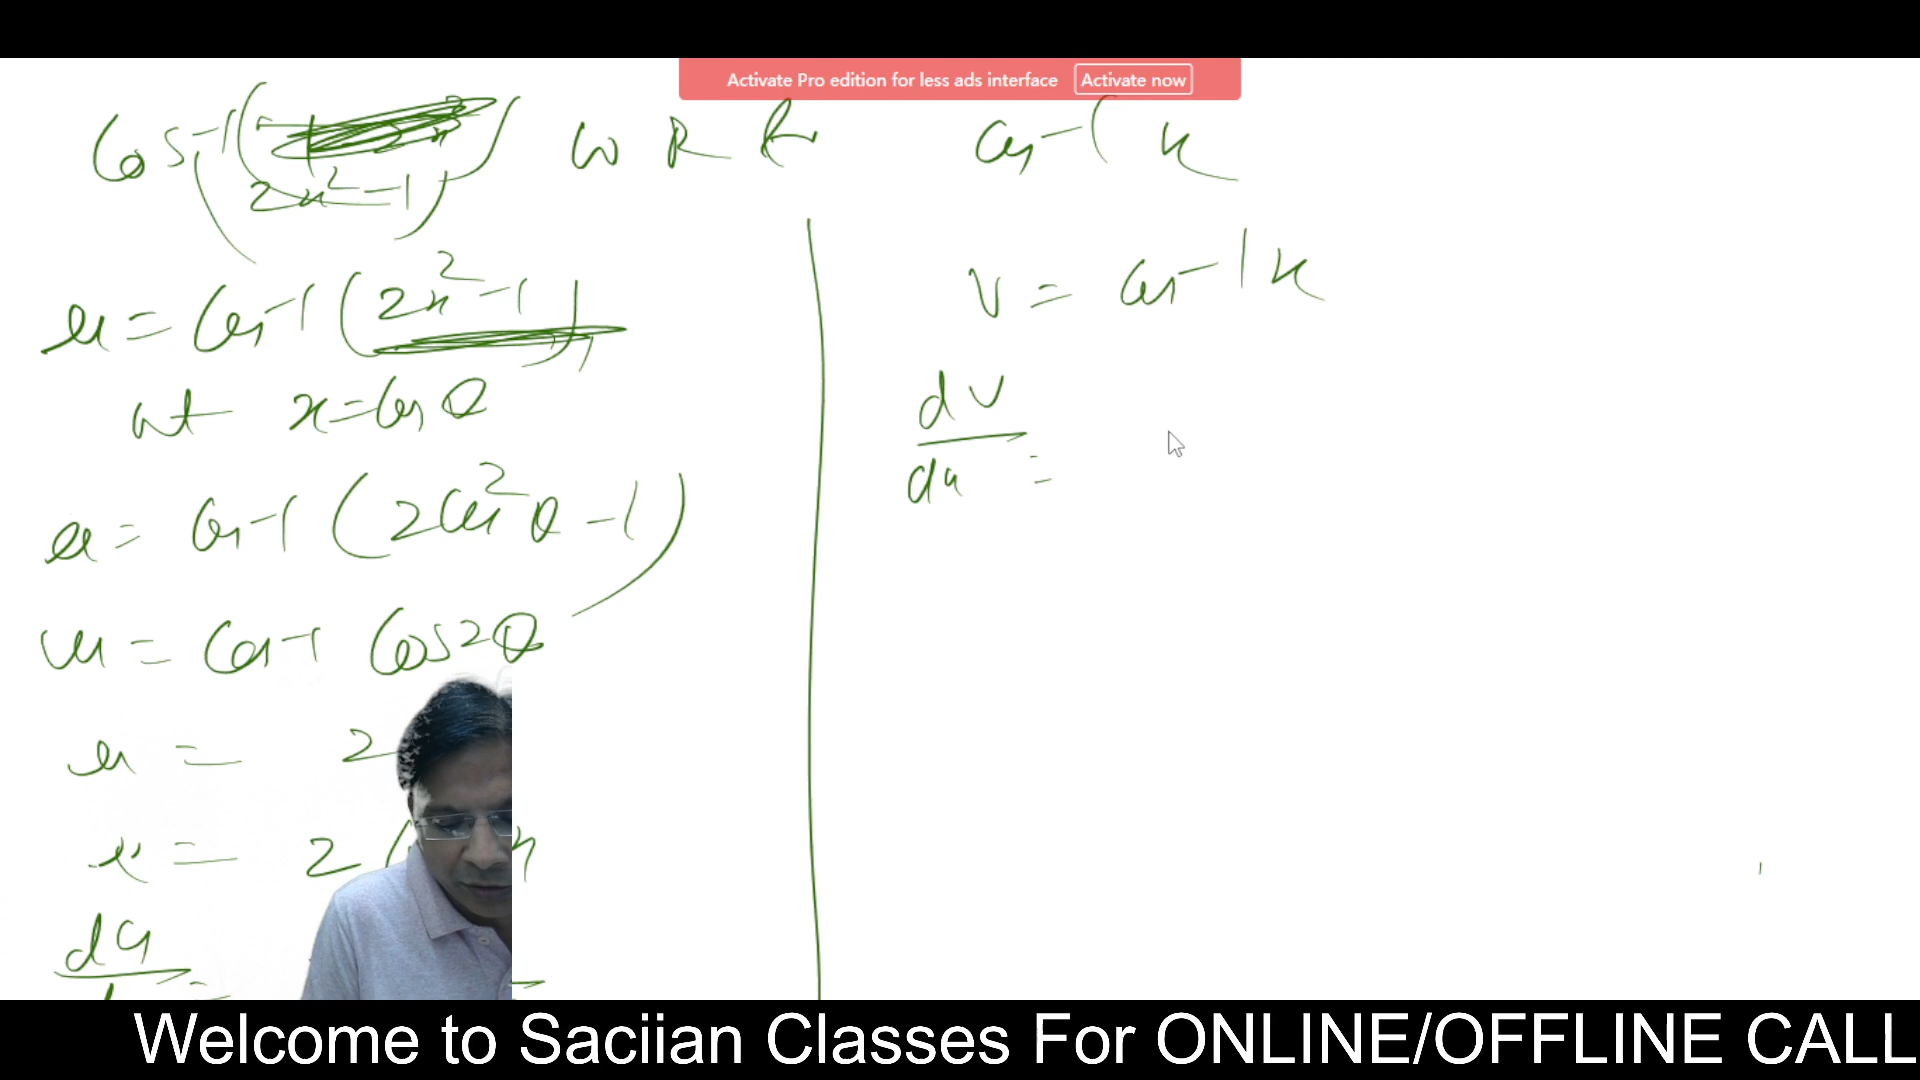 Activate Pro edition for less ads interface Activate now
Cos-1 ( W R t Cos-1 x
2x²-1)
u = Cos-1 (2x²-1)
Wt x = Cos θ
u = Cos-1 (2Cos²θ-1)
u = Cos-1 Cos2θ
u = 2
u = 2
du
V = Cos-1 x
dV
dx =
Welcome to Saciian Classes For ONLINE/OFFLINE CALL